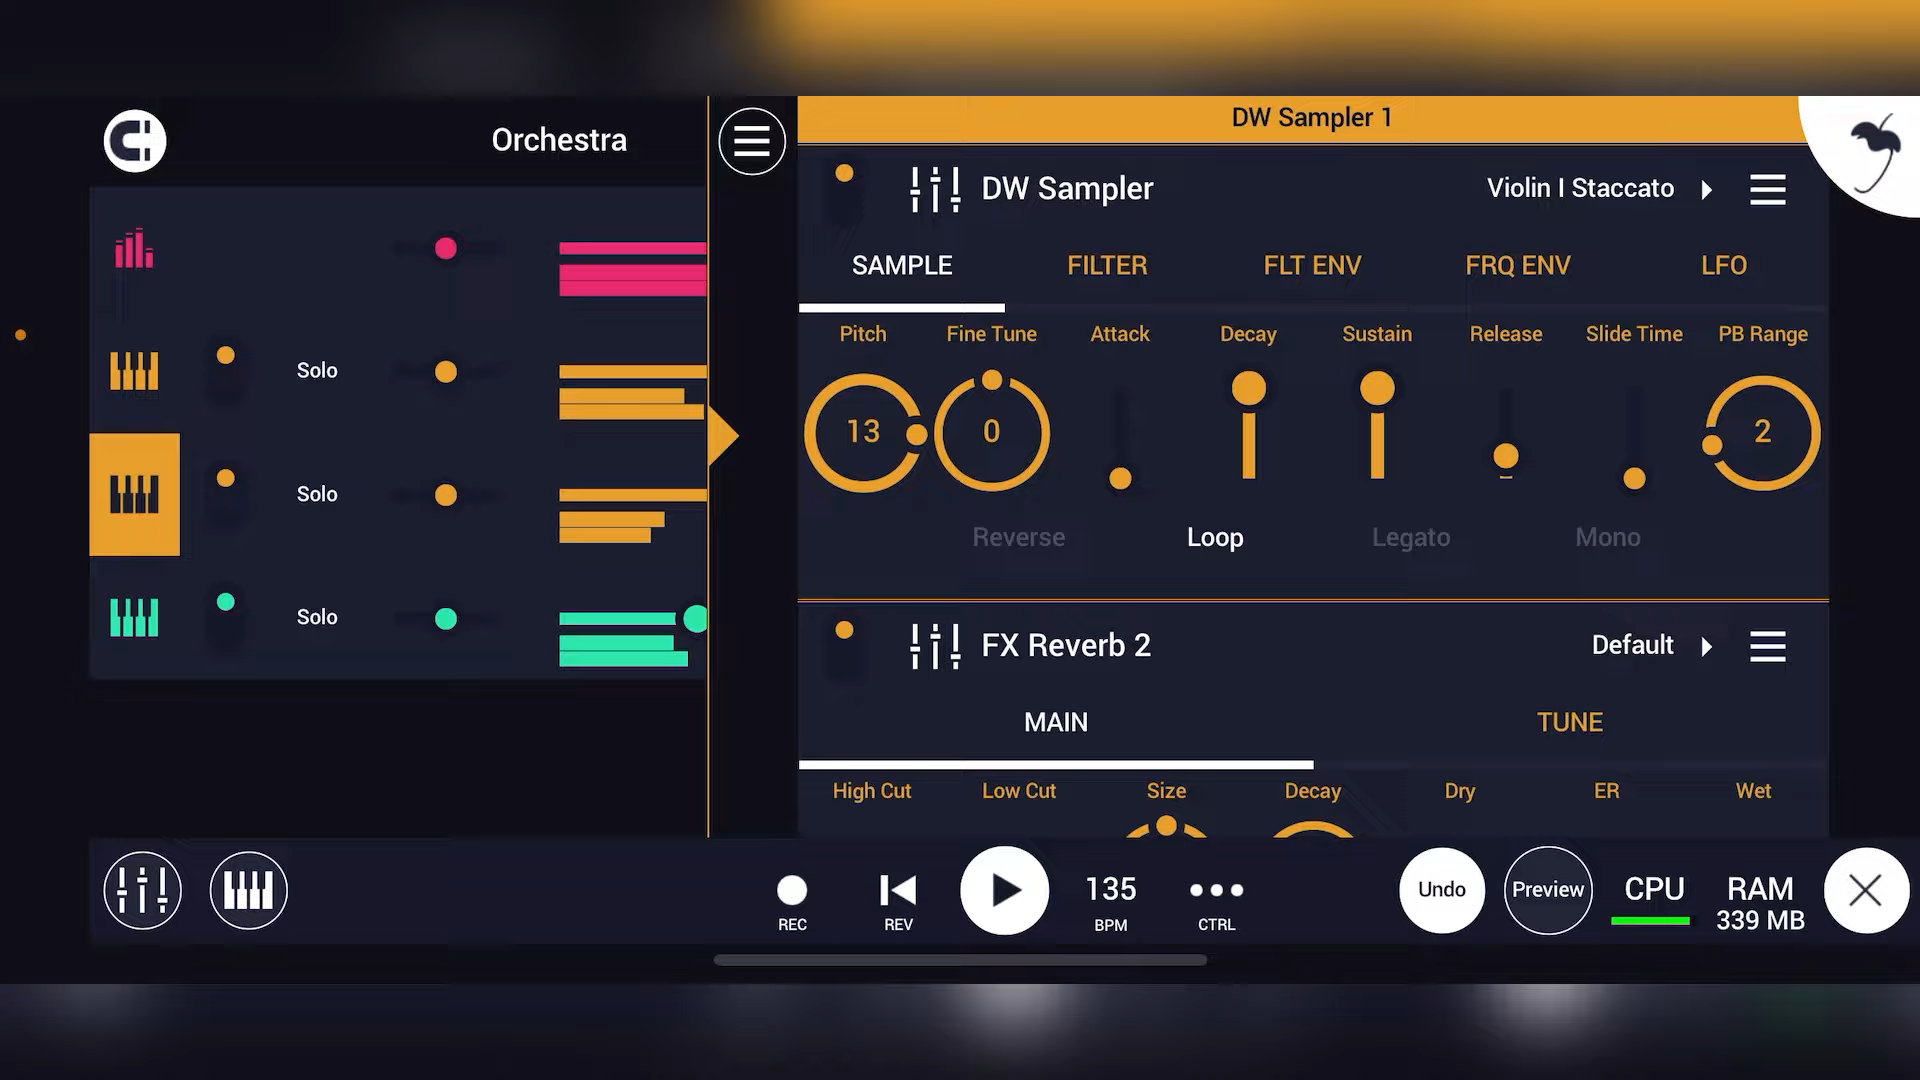 Orchestra
DW Sampler 1
DW Sampler
Violin I Staccato
SAMPLE FILTER FLT ENV FRQ ENV LFO
Pitch Fine Tune Attack Decay Sustain Release Slide Time PB Range
13 0 2
Reverse Loop Legato Mono
Solo
Solo
Solo
FX Reverb 2
Default
MAIN TUNE
High Cut Low Cut Size Decay Dry ER Wet
REC REV 135 BPM CTRL
Undo Preview CPU RAM
339 MB